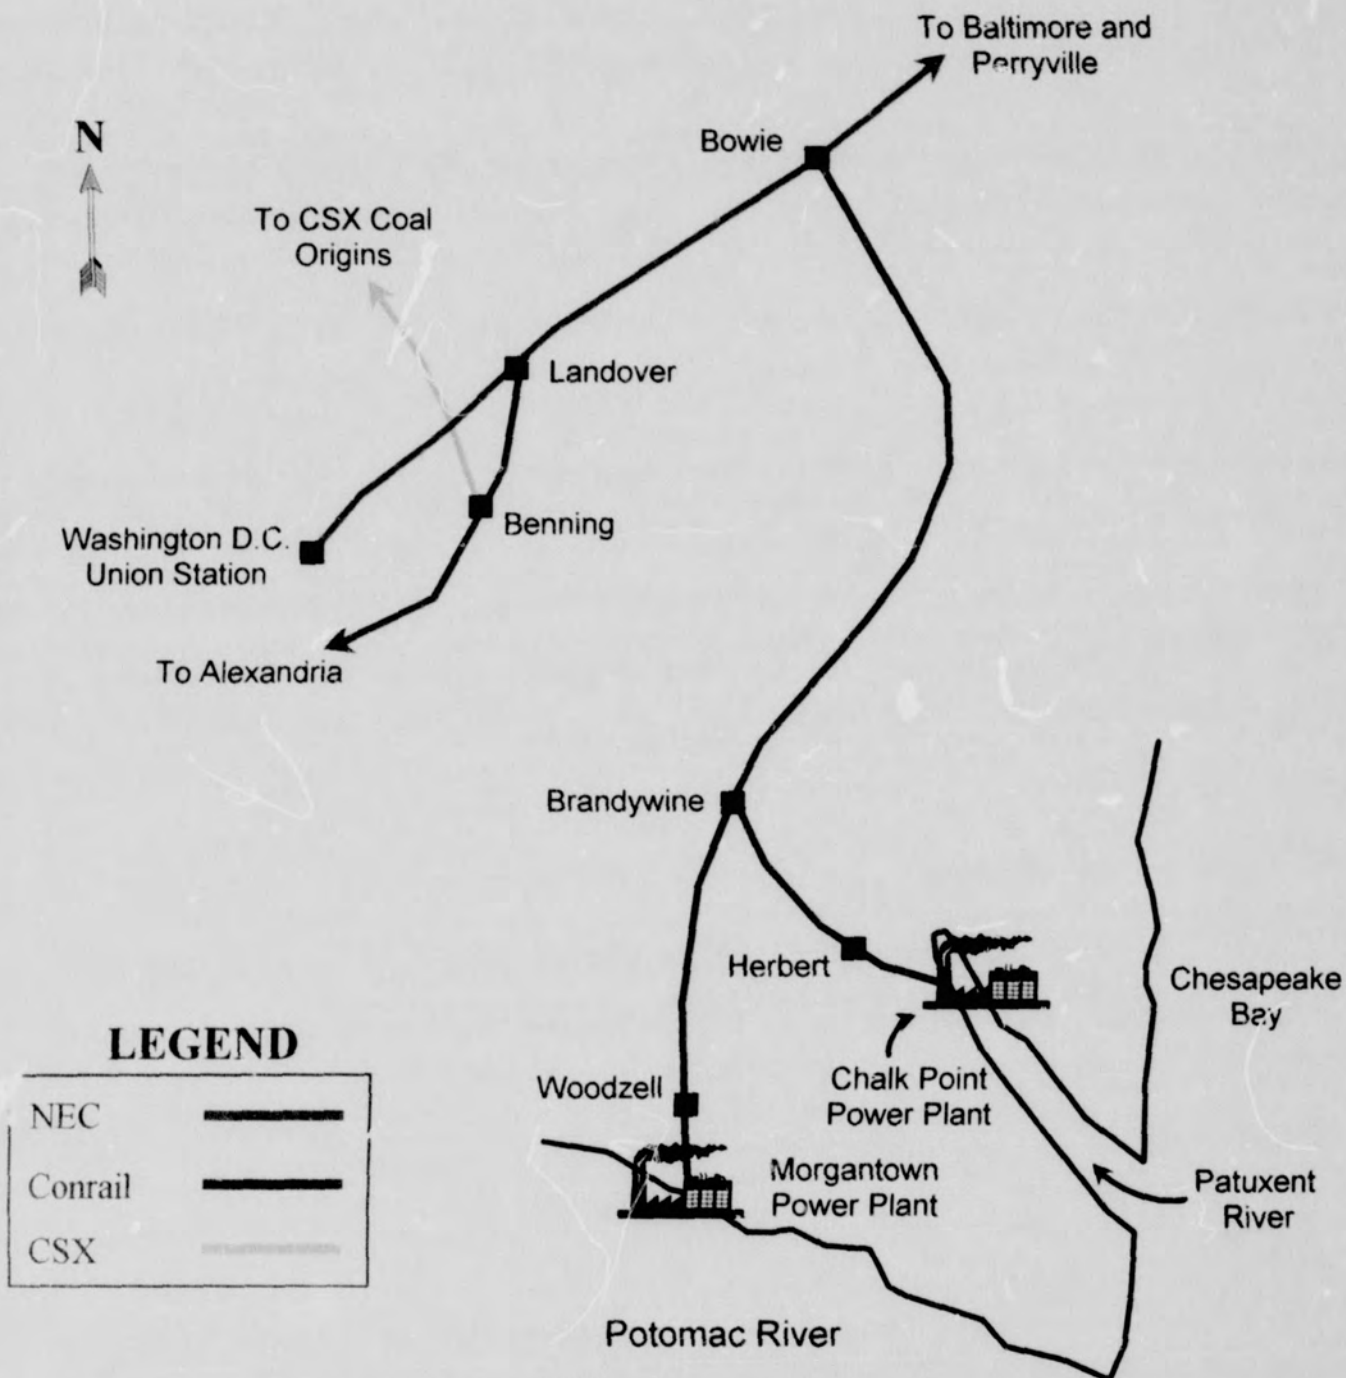 To Baltimore and
Perryville
N
Bowie
To CSX Coal
Origins
Landover
Benning
Washington D.C.
Union Station
To Alexandria
Brandywine
Herbert
Chesapeake
Bay
LEGEND
NEC
Conrail
CSX
Woodzell
Chalk Point
Power Plant
Morgantown
Power Plant
Patuxent
River
Potomac River